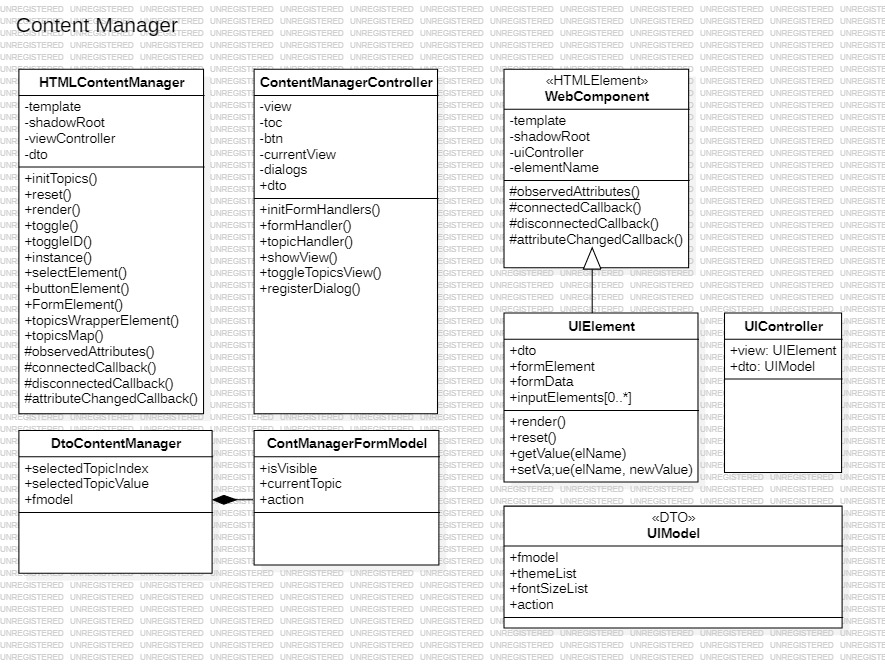 Content Manager
HTMLContentManager
-template
-shadowRoot
-viewController
-dto
+initTopics()
+reset()
+render()
+toggle()
+toggleID()
+instance()
+selectElement()
+buttonElement()
+FormElement()
+topicsWrapperElement()
+topicsMap()
#observedAttributes()
#connectedCallback()
#disconnectedCallback()
#attributeChangedCallback()
ContentManagerController
-view
-toc
-btn
-currentView
-dialogs
+dto
+initFormHandlers()
+formHandler()
+topicHandler()
+showView()
+toggleTopicsView()
+registerDialog()
«HTMLElement»
WebComponent
-template
-shadowRoot
-uiController
-elementName
#observedAttributes()
#connectedCallback()
#disconnectedCallback()
#attributeChangedCallback()
UIElement
+dto
+formElement
+formData
+inputElements[0..*]
+render()
+reset()
+getValue(elName)
+setVa;ue(elName, newValue)
UIController
+view: UIElement
+dto: UIModel
DtoContentManager
+selectedTopicIndex
+selectedTopicValue
+fmodel
ContManagerFormModel
+isVisible
+currentTopic
+action
«DTO»
UIModel
+fmodel
+themeList
+fontSizeList
+action
UNREGISTERED